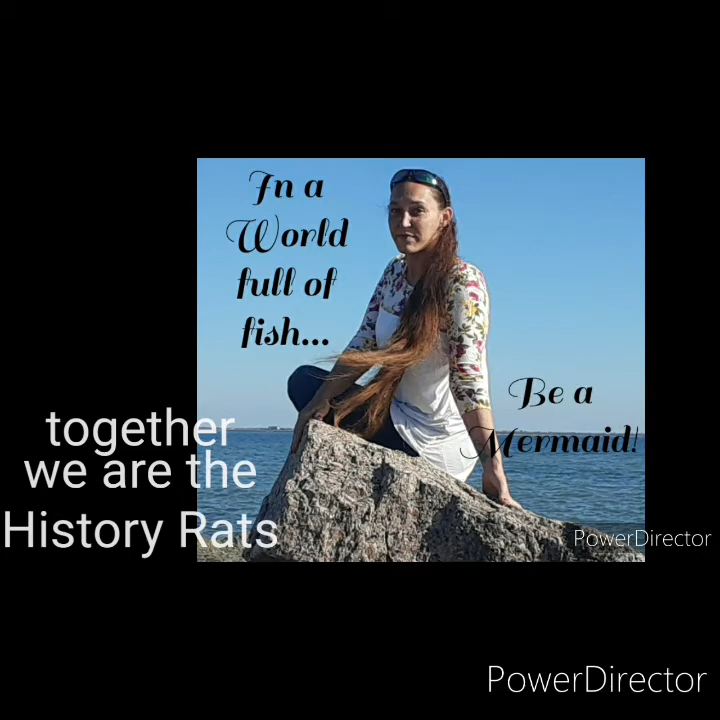 In a
World
full of
fish...
Be a
Mermaid!
together
we are the
History Rats
PowerDirector
PowerDirector